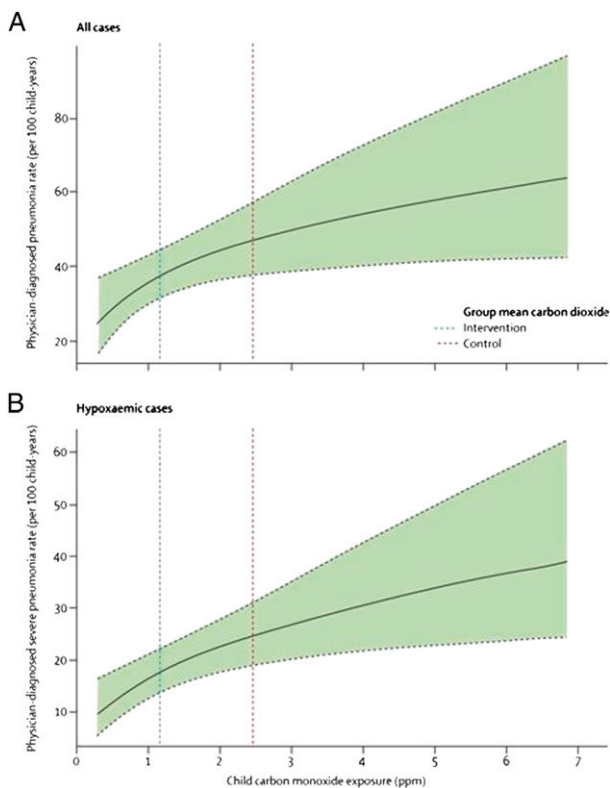 A
All cases
Physician-diagnosed pneumonia rate (per 100 child-years)
80
60
40
20
Group mean carbon dioxide
Intervention
Control
B
Hypoxaemic cases
Physician-diagnosed severe pneumonia rate (per 100 child-years)
60
50
40
30
20
10
0 1 2 3 4 5 6 7
Child carbon monoxide exposure (ppm)